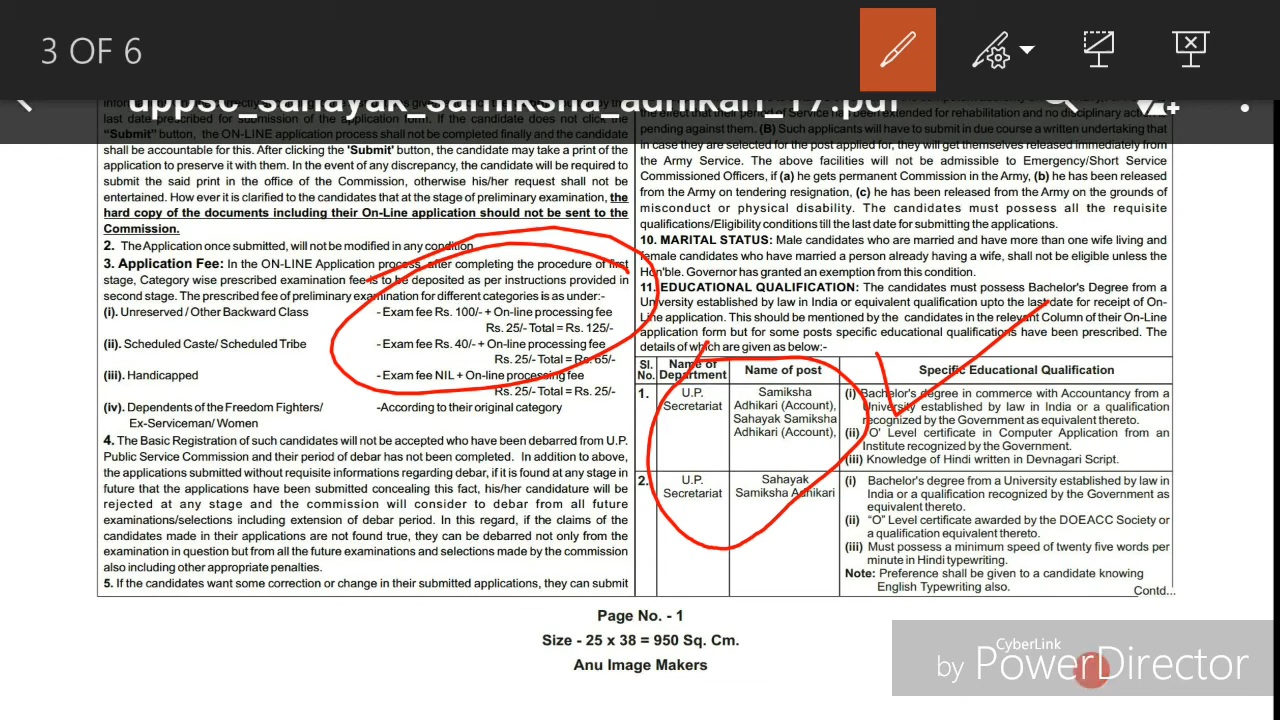 3 OF 6
uppsc_sahayak_samiksha_adhikari_17.pdf
last date prescribed for submission of the application form. If the candidate does not click the
"Submit" button, the ON-LINE application process shall not be completed finally and the candidate
shall be accountable for this. After clicking the 'Submit' button, the candidate may take a print of the
application to preserve it with them. In the event of any discrepancy, the candidate will be required to
submit the said print in the office of the Commission, otherwise his/her request shall not be
entertained. How ever it is clarified to the candidates that at the stage of preliminary examination, the
hard copy of the documents including their On-Line application should not be sent to the
Commission.
2. The Application once submitted, will not be modified in any condition.
3. Application Fee: In the ON-LINE Application process, after completing the procedure of first
stage, Category wise prescribed examination fee is to be deposited as per instructions provided in
second stage. The prescribed fee of preliminary examination for different categories is as under:-
(i). Unreserved / Other Backward Class - Exam fee Rs. 100/- + On-line processing fee
Rs. 25/- Total = Rs. 125/-
(ii). Scheduled Caste/ Scheduled Tribe - Exam fee Rs. 40/- + On-line processing fee
Rs. 25/- Total = Rs. 65/-
(iii). Handicapped - Exam fee NIL + On-line processing fee
Rs. 25/- Total = Rs. 25/-
(iv). Dependents of the Freedom Fighters/ -According to their original category
Ex-Serviceman/ Women
4. The Basic Registration of such candidates will not be accepted who have been debarred from U.P.
Public Service Commission and their period of debar has not been completed. In addition to above,
the applications submitted without requisite informations regarding debar, if it is found at any stage in
future that the applications have been submitted concealing this fact, his/her candidature will be
rejected at any stage and the commission will consider to debar from all future
examinations/selections including extension of debar period. In this regard, if the claims of the
candidates made in their applications are not found true, they can be debarred not only from the
examination in question but from all the future examinations and selections made by the commission
also including other appropriate penalties.
5. If the candidates want some correction or change in their submitted applications, they can submit
the effect that their period of Service has been extended for rehabilitation and no disciplinary
pending against them. (B) Such applicants will have to submit in due course a written undertaking that
in case they are selected for the post applied for, they will get themselves released immediately from
the Army Service. The above facilities will not be admissible to Emergency/Short Service
Commissioned Officers, if (a) he gets permanent Commission in the Army, (b) he has been released
from the Army on tendering resignation, (c) he has been released from the Army on the grounds of
misconduct or physical disability. The candidates must possess all the requisite
qualifications/Eligibility conditions till the last date for submitting the applications.
10. MARITAL STATUS: Male candidates who are married and have more than one wife living and
female candidates who have married a person already having a wife, shall not be eligible unless the
Hon'ble. Governor has granted an exemption from this condition.
11. EDUCATIONAL QUALIFICATION: The candidates must possess Bachelor's Degree from a
University established by law in India or equivalent qualification upto the last date for receipt of On-
Line application. This should be mentioned by the candidates in the relevant Column of their On-Line
application form but for some posts specific educational qualifications have been prescribed. The
details of which are given as below:-
Sl. No. Name of Department Name of post Specific Educational Qualification
1. U.P. Secretariat Samiksha Adhikari (Account), Sahayak Samiksha Adhikari (Account),
(i) Bachelor's degree in commerce with Accountancy from a
University established by law in India or a qualification
recognized by the Government as equivalent thereto.
(ii) 'O' Level certificate in Computer Application from an
Institute recognized by the Government.
(iii) Knowledge of Hindi written in Devnagari Script.
2. U.P. Secretariat Sahayak Samiksha Adhikari
(i) Bachelor's degree from a University established by law in
India or a qualification recognized by the Government as
equivalent thereto.
(ii) "O" Level certificate awarded by the DOEACC Society or
a qualification equivalent thereto.
(iii) Must possess a minimum speed of twenty five words per
minute in Hindi typewriting.
Note: Preference shall be given to a candidate knowing
English Typewriting also.
Contd...
Page No. - 1
Size - 25 x 38 = 950 Sq. Cm.
Anu Image Makers
CyberLink
by PowerDirector